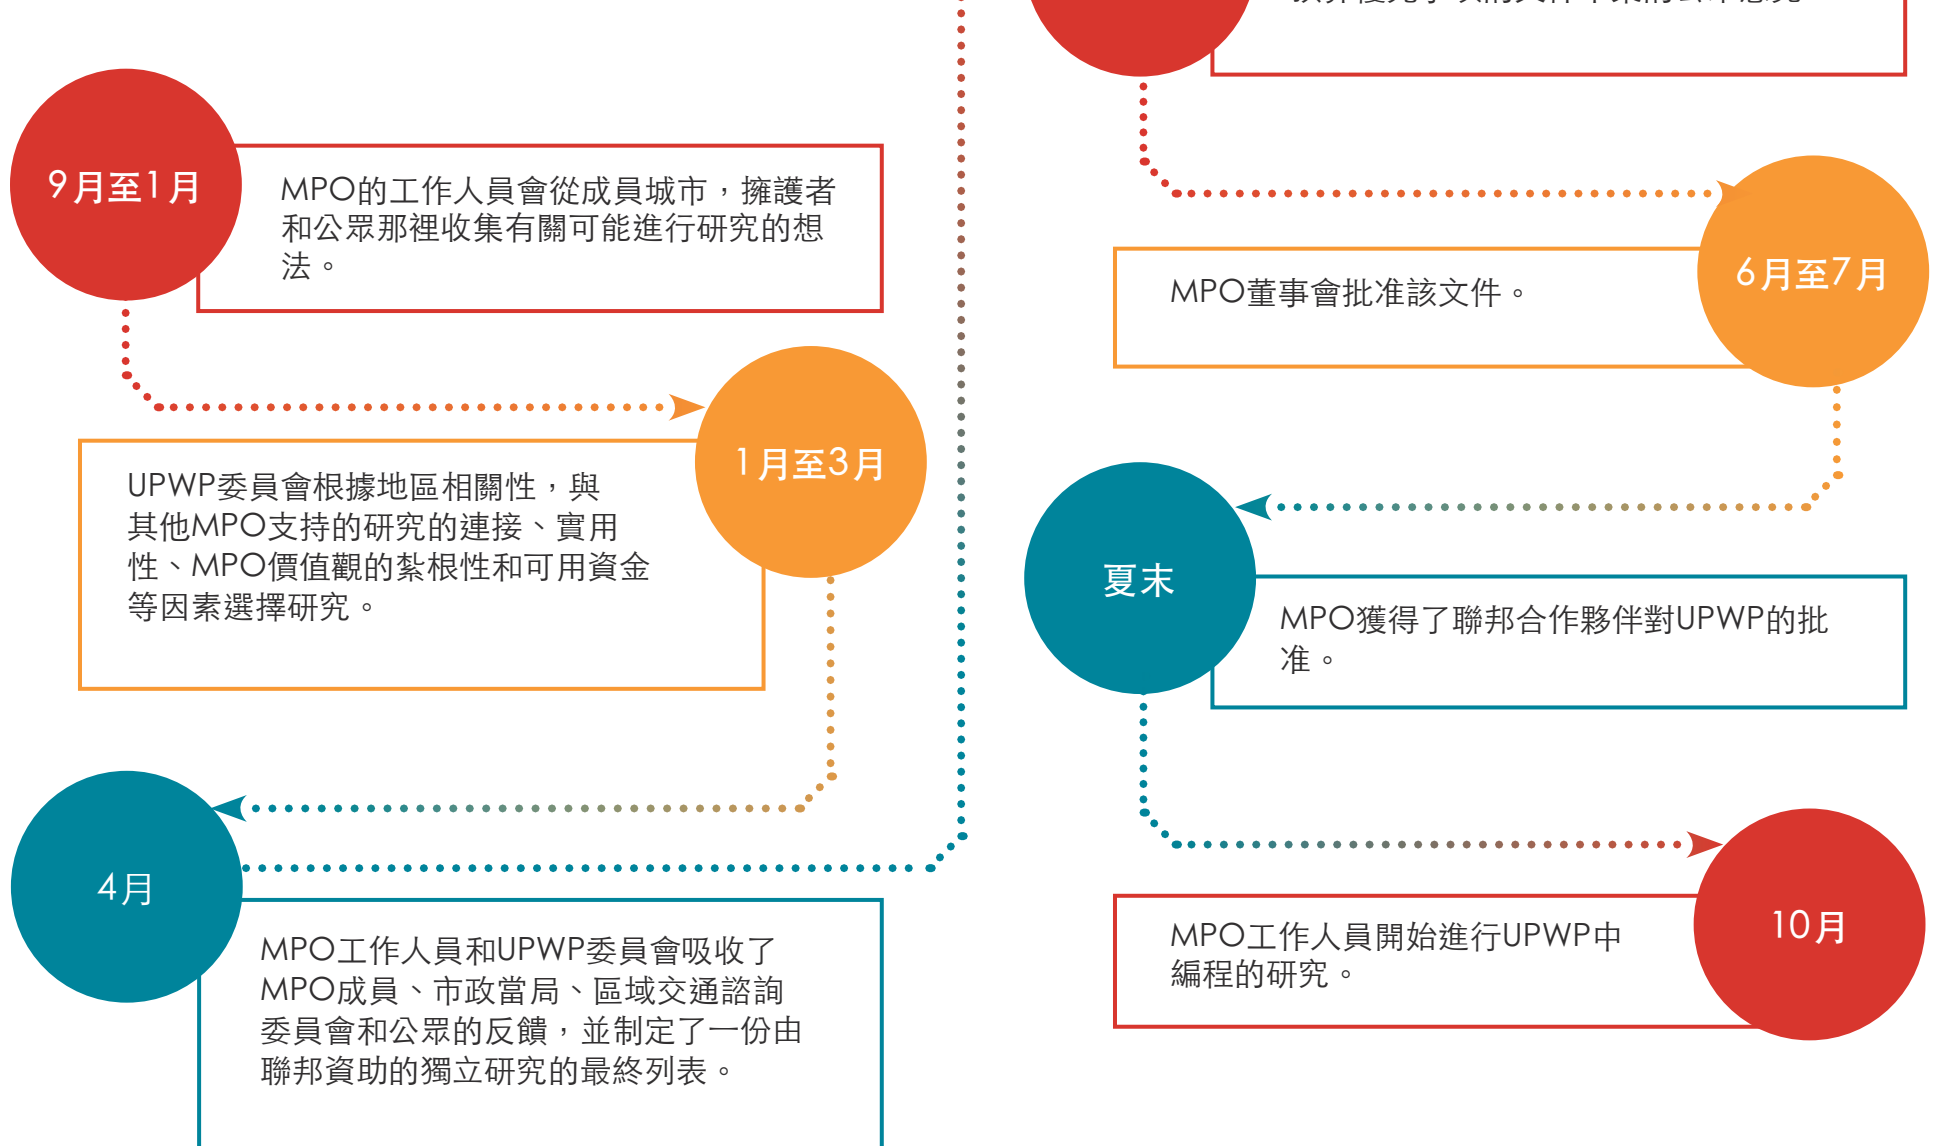 9月至1月
MPO的工作人員會從成員城市，擁護者
和公眾那裡收集有關可能進行研究的想
法。
1月至3月
UPWP委員會根據地區相關性，與
其他MPO支持的研究的連接、實用
性、MPO價值觀的紮根性和可用資金
等因素選擇研究。
4月
MPO工作人員和UPWP委員會吸收了
MPO成員、市政當局、區域交通諮詢
委員會和公眾的反饋，並制定了一份由
聯邦資助的獨立研究的最終列表。
6月至7月
MPO董事會批准該文件。
夏末
MPO獲得了聯邦合作夥伴對UPWP的批
准。
10月
MPO工作人員開始進行UPWP中
編程的研究。